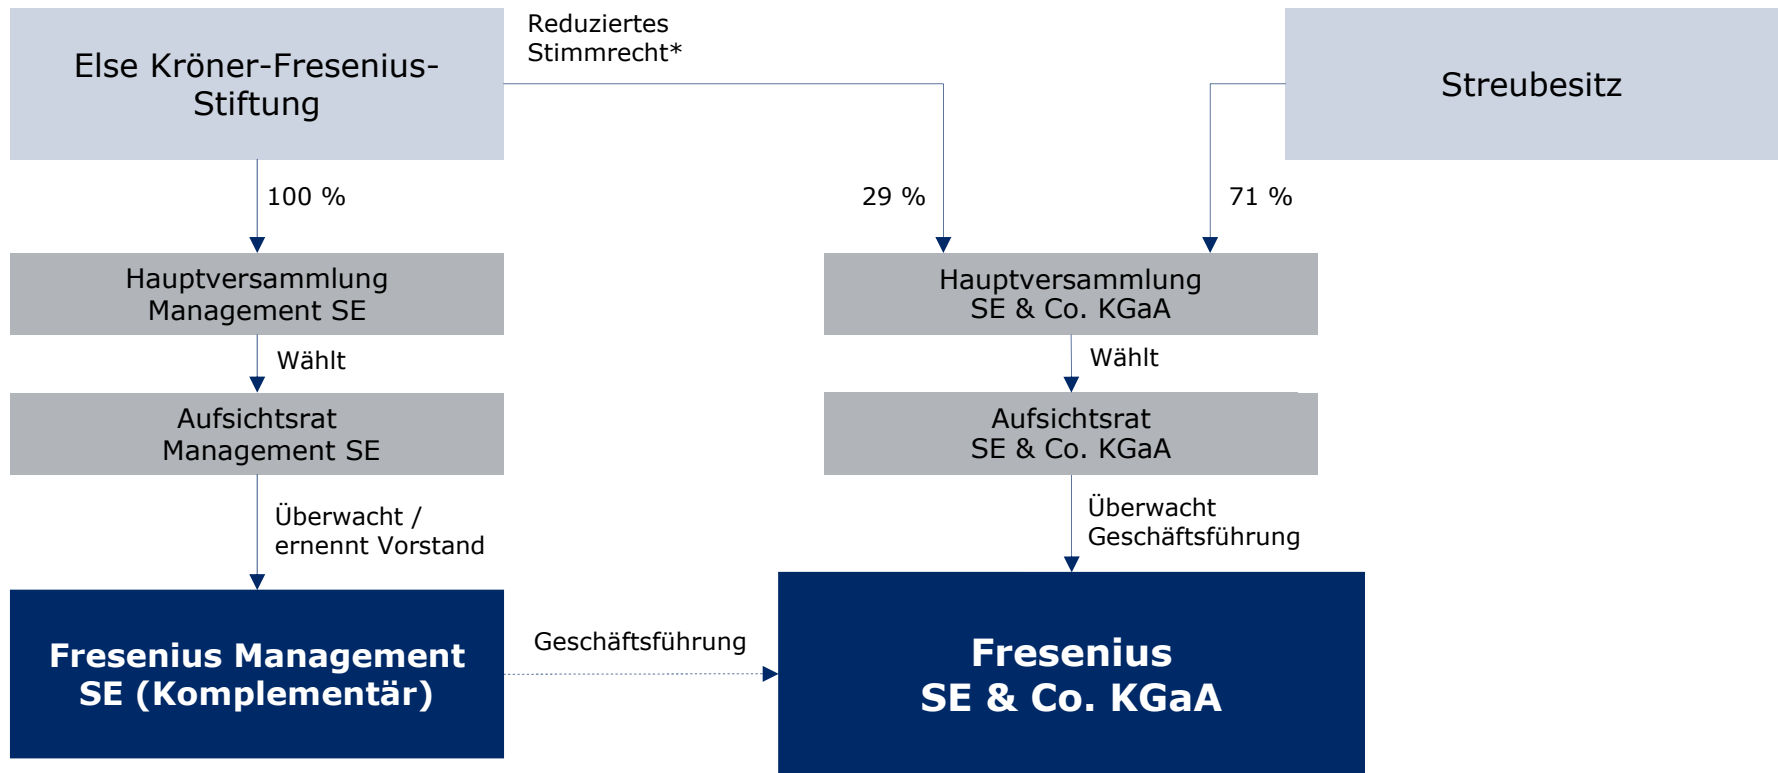 Else Kröner-Fresenius-
Stiftung
Reduziertes
Stimmrecht*
Streubesitz
100 %
29 %
71 %
Hauptversammlung
Management SE
Hauptversammlung
SE & Co. KGaA
Wählt
Wählt
Aufsichtsrat
Management SE
Aufsichtsrat
SE & Co. KGaA
Überwacht /
ernennt Vorstand
Überwacht
Geschäftsführung
Fresenius Management
SE (Komplementär)
Geschäftsführung
Fresenius
SE & Co. KGaA